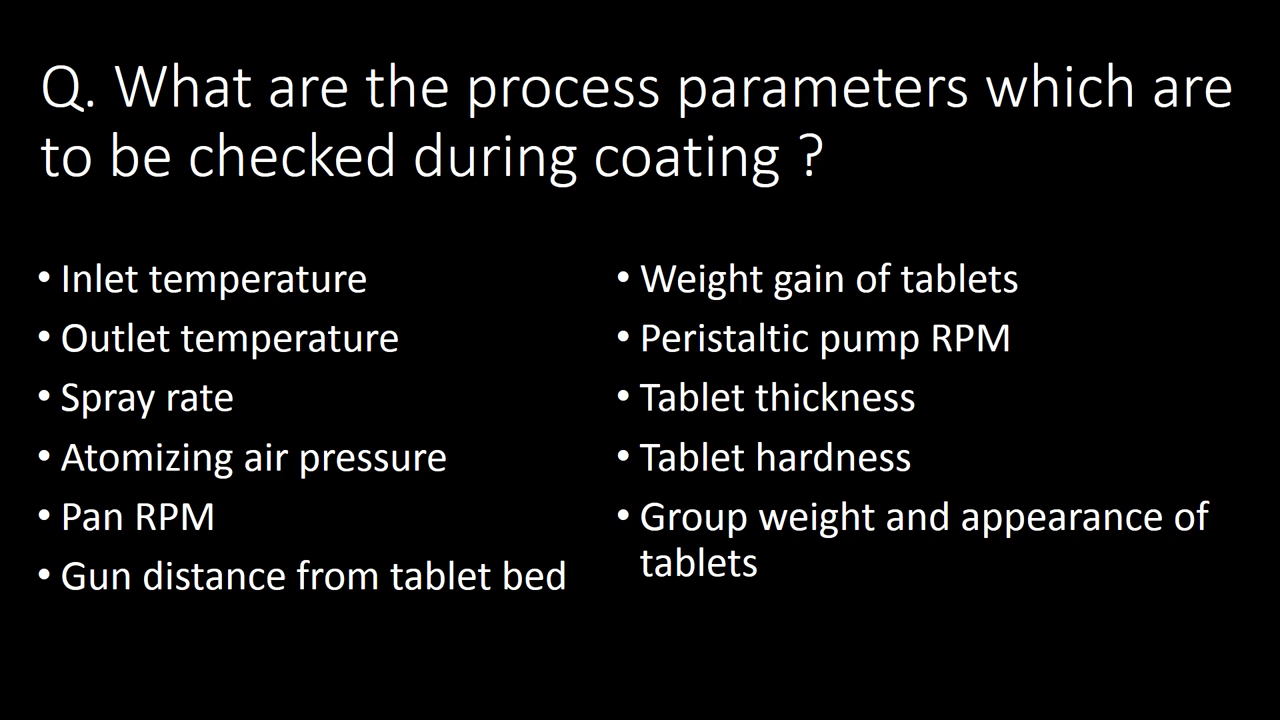 Q. What are the process parameters which are
to be checked during coating ?
• Inlet temperature
• Outlet temperature
• Spray rate
• Atomizing air pressure
• Pan RPM
• Gun distance from tablet bed
• Weight gain of tablets
• Peristaltic pump RPM
• Tablet thickness
• Tablet hardness
• Group weight and appearance of
tablets